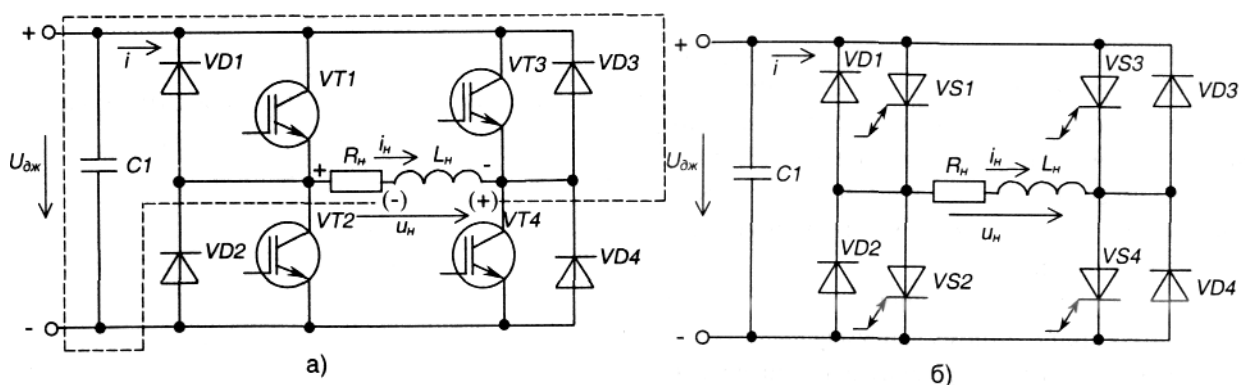 +
i
VD1
VT1
VT3
VD3
Uдж
C1
+
Rн
iн
Lн
-
(-)
(+)
VT2
uн
VT4
VD2
VD4
-
а)
+
i
VD1
VS1
VS3
VD3
Uдж
C1
Rн
iн
Lн
uн
VD2
VS2
VS4
VD4
-
б)